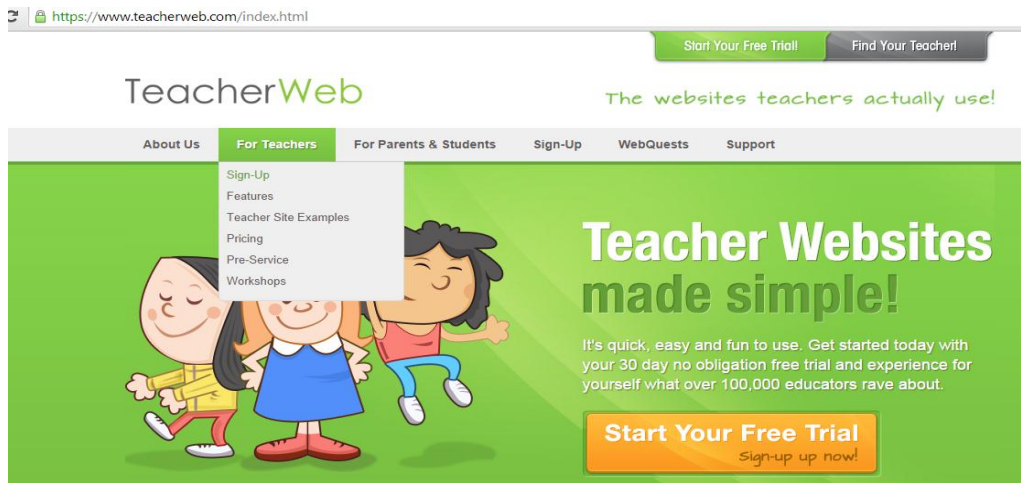 https://www.teacherweb.com/index.html
Start Your Free Trial! Find Your Teacher!
TeacherWeb
The websites teachers actually use!
About Us For Teachers For Parents & Students Sign-Up WebQuests Support
Sign-Up
Features
Teacher Site Examples
Pricing
Pre-Service
Workshops
Teacher Websites
made simple!
It's quick, easy and fun to use. Get started today with
your 30 day no obligation free trial and experience for
yourself what over 100,000 educators rave about.
Start Your Free Trial
Sign-up up now!